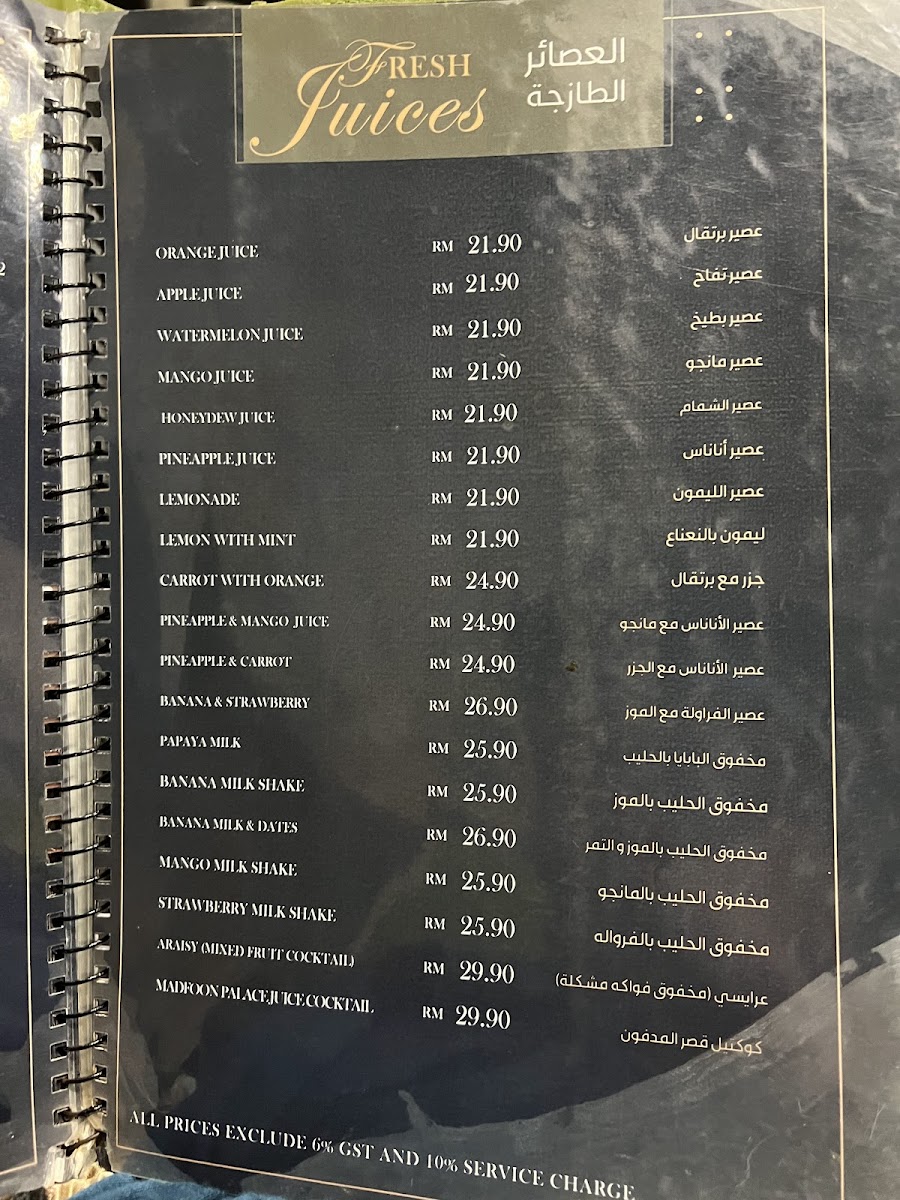 FRESH
Juices
العصائر
الطازجة
ORANGE JUICE RM 21.90 عصير برتقال
APPLE JUICE RM 21.90 عصير تفاح
WATERMELON JUICE RM 21.90 عصير بطيخ
MANGO JUICE RM 21.90 عصير مانجو
HONEYDEW JUICE RM 21.90 عصير الشمام
PINEAPPLE JUICE RM 21.90 عصير أناناس
LEMONADE RM 21.90 عصير الليمون
LEMON WITH MINT RM 21.90 ليمون بالنعناع
CARROT WITH ORANGE RM 24.90 جزر مع برتقال
PINEAPPLE & MANGO JUICE RM 24.90 عصير الأناناس مع مانجو
PINEAPPLE & CARROT RM 24.90 عصير الأناناس مع الجزر
BANANA & STRAWBERRY RM 26.90 عصير الفراولة مع الموز
PAPAYA MILK RM 25.90 مخفوق البابايا بالحليب
BANANA MILK SHAKE RM 25.90 مخفوق الحليب بالموز
BANANA MILK & DATES RM 26.90 مخفوق الحليب بالموز و التمر
MANGO MILK SHAKE RM 25.90 مخفوق الحليب بالمانجو
STRAWBERRY MILK SHAKE RM 25.90 مخفوق الحليب بالفرواله
ARAISY (MIXED FRUIT COCKTAIL) RM 29.90 عرايسي (مخفوق فواكه مشكلة)
MADFOON PALACE JUICE COCKTAIL RM 29.90 كوكبيل قصر المدفون
ALL PRICES EXCLUDE 6% GST AND 10% SERVICE CHARGE
2